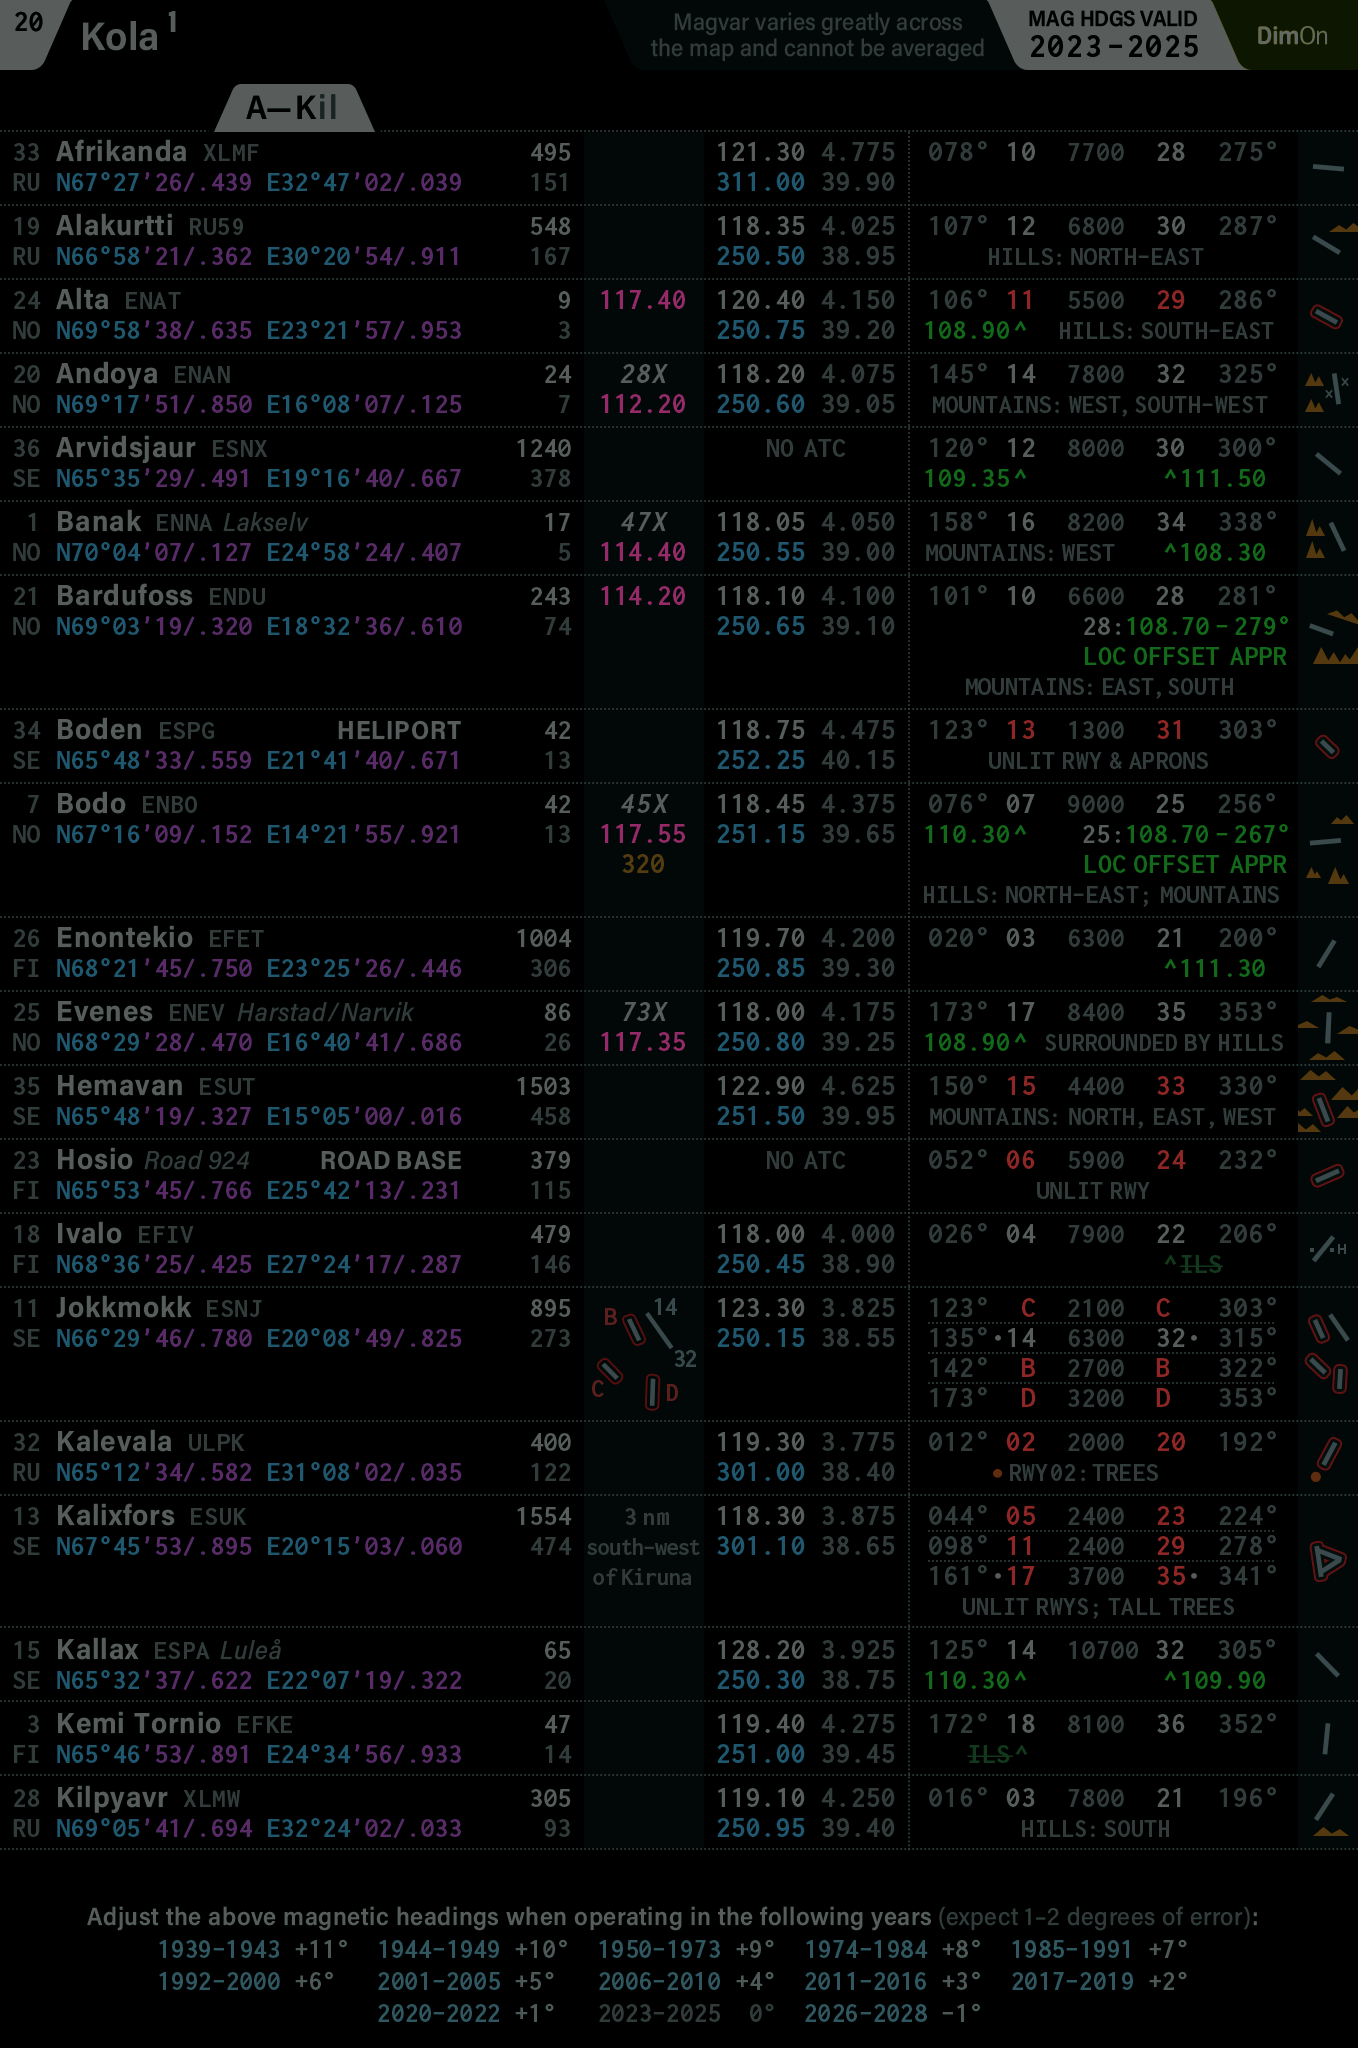 20 Kola 1 Magvar varies greatly across MAG HDGS VALID DimOn
the map and cannot be averaged 2023-2025
A—Kil
33 Afrikanda XLMF 495 121.30 4.775 078° 10 7700 28 275°
RU N67°27'26/.439 E32°47'02/.039 151 311.00 39.90
19 Alakurtti RU59 548 118.35 4.025 107° 12 6800 30 287°
RU N66°58'21/.362 E30°20'54/.911 167 250.50 38.95 HILLS: NORTH-EAST
24 Alta ENAT 9 117.40 120.40 4.150 106° 11 5500 29 286°
NO N69°58'38/.635 E23°21'57/.953 3 250.75 39.20 108.90^ HILLS: SOUTH-EAST
20 Andoya ENAN 24 28X 118.20 4.075 145° 14 7800 32 325°
NO N69°17'51/.850 E16°08'07/.125 7 112.20 250.60 39.05 MOUNTAINS: WEST, SOUTH-WEST
36 Arvidsjaur ESNX 1240 NO ATC 120° 12 8000 30 300°
SE N65°35'29/.491 E19°16'40/.667 378 109.35^ ^111.50
1 Banak ENNA Lakselv 17 47X 118.05 4.050 158° 16 8200 34 338°
NO N70°04'07/.127 E24°58'24/.407 5 114.40 250.55 39.00 MOUNTAINS: WEST ^108.30
21 Bardufoss ENDU 243 114.20 118.10 4.100 101° 10 6600 28 281°
NO N69°03'19/.320 E18°32'36/.610 74 250.65 39.10 28:108.70-279°
LOC OFFSET APPR
MOUNTAINS: EAST, SOUTH
34 Boden ESPG HELIPORT 42 118.75 4.475 123° 13 1300 31 303°
SE N65°48'33/.559 E21°41'40/.671 13 252.25 40.15 UNLIT RWY & APRONS
7 Bodo ENBO 42 45X 118.45 4.375 076° 07 9000 25 256°
NO N67°16'09/.152 E14°21'55/.921 13 117.55 251.15 39.65 110.30^ 25:108.70-267°
320 LOC OFFSET APPR
HILLS: NORTH-EAST; MOUNTAINS
26 Enontekio EFET 1004 119.70 4.200 020° 03 6300 21 200°
FI N68°21'45/.750 E23°25'26/.446 306 250.85 39.30 ^111.30
25 Evenes ENEV Harstad/Narvik 86 73X 118.00 4.175 173° 17 8400 35 353°
NO N68°29'28/.470 E16°40'41/.686 26 117.35 250.80 39.25 108.90^ SURROUNDED BY HILLS
35 Hemavan ESUT 1503 122.90 4.625 150° 15 4400 33 330°
SE N65°48'19/.327 E15°05'00/.016 458 251.50 39.95 MOUNTAINS: NORTH, EAST, WEST
23 Hosio Road 924 ROAD BASE 379 NO ATC 052° 06 5900 24 232°
FI N65°53'45/.766 E25°42'13/.231 115 UNLIT RWY
18 Ivalo EFIV 479 118.00 4.000 026° 04 7900 22 206° H
FI N68°36'25/.425 E27°24'17/.287 146 250.45 38.90 ^ILS
11 Jokkmokk ESNJ 895 B 14 123.30 3.825 123° C 2100 C 303°
SE N66°29'46/.780 E20°08'49/.825 273 32 250.15 38.55 135°·14 6300 32· 315°
C D 142° B 2700 B 322°
173° D 3200 D 353°
32 Kalevala ULPK 400 119.30 3.775 012° 02 2000 20 192°
RU N65°12'34/.582 E31°08'02/.035 122 301.00 38.40 •RWY02: TREES
13 Kalixfors ESUK 1554 3 nm 118.30 3.875 044° 05 2400 23 224°
SE N67°45'53/.895 E20°15'03/.060 474 south-west 301.10 38.65 098° 11 2400 29 278°
of Kiruna 161°·17 3700 35· 341°
UNLIT RWYS; TALL TREES
15 Kallax ESPA Luleå 65 128.20 3.925 125° 14 10700 32 305°
SE N65°32'37/.622 E22°07'19/.322 20 250.30 38.75 110.30^ ^109.90
3 Kemi Tornio EFKE 47 119.40 4.275 172° 18 8100 36 352°
FI N65°46'53/.891 E24°34'56/.933 14 251.00 39.45 ILS^
28 Kilpyavr XLMW 305 119.10 4.250 016° 03 7800 21 196°
RU N69°05'41/.694 E32°24'02/.033 93 250.95 39.40 HILLS: SOUTH
Adjust the above magnetic headings when operating in the following years (expect 1-2 degrees of error):
1939-1943 +11° 1944-1949 +10° 1950-1973 +9° 1974-1984 +8° 1985-1991 +7°
1992-2000 +6° 2001-2005 +5° 2006-2010 +4° 2011-2016 +3° 2017-2019 +2°
2020-2022 +1° 2023-2025 0° 2026-2028 -1°